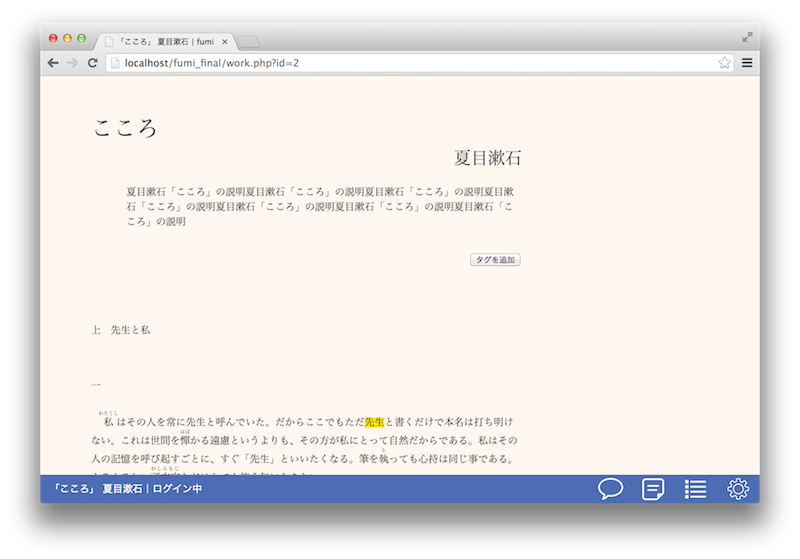 「こころ」 夏目漱石 | fumi
localhost/fumi_final/work.php?id=2
こころ
夏目漱石
夏目漱石「こころ」の説明夏目漱石「こころ」の説明夏目漱石「こころ」の説明夏目漱
石「こころ」の説明夏目漱石「こころ」の説明夏目漱石「こころ」の説明夏目漱石「こ
ころ」の説明
タグを追加
上 先生と私
一
わたくし
私はその人を常に先生と呼んでいた。だからここでもただ先生と書くだけで本名は打ち明け
はば
ない。これは世間を憚かる遠慮というよりも、その方が私にとって自然だからである。私はその
と
人の記憶を呼び起すごとに、すぐ「先生」といいたくなる。筆を執っても心持は同じ事である。
かしらもじ
「こころ」 夏目漱石 | ログイン中